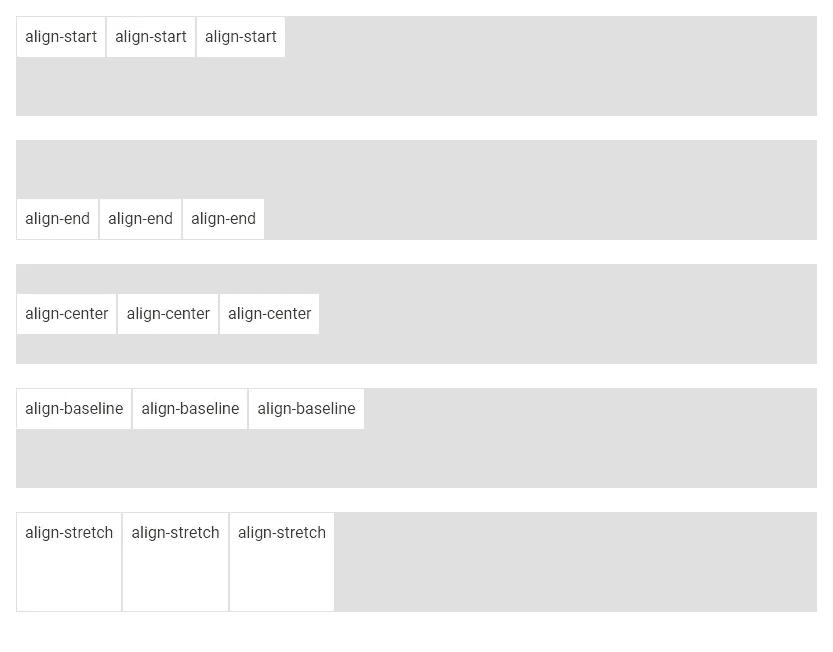 align-start align-start align-start
align-end align-end align-end
align-center align-center align-center
align-baseline align-baseline align-baseline
align-stretch align-stretch align-stretch